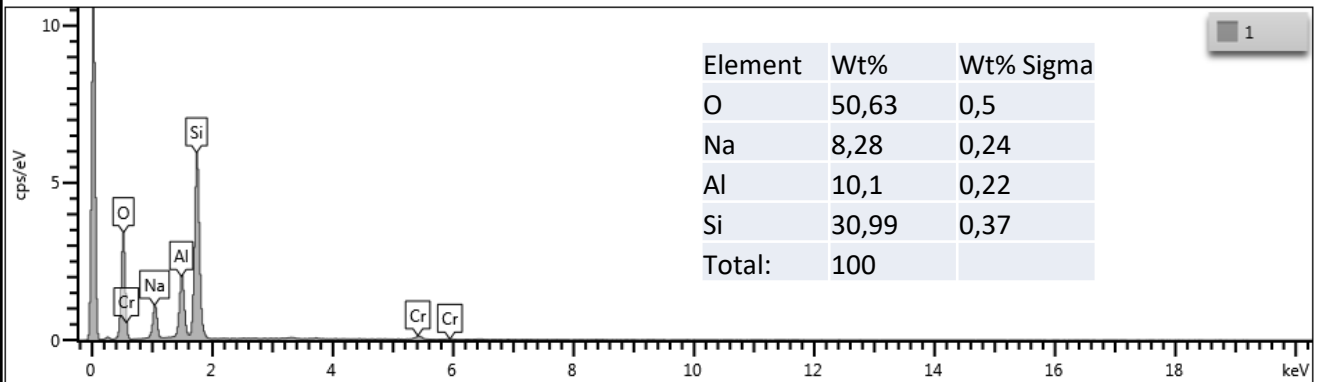 1
10
5
0
cps/eV
Si
O
Al
Na
Cr
Cr
Cr
Element Wt% Wt% Sigma
O 50,63 0,5
Na 8,28 0,24
Al 10,1 0,22
Si 30,99 0,37
Total: 100
0 2 4 6 8 10 12 14 16 18 keV